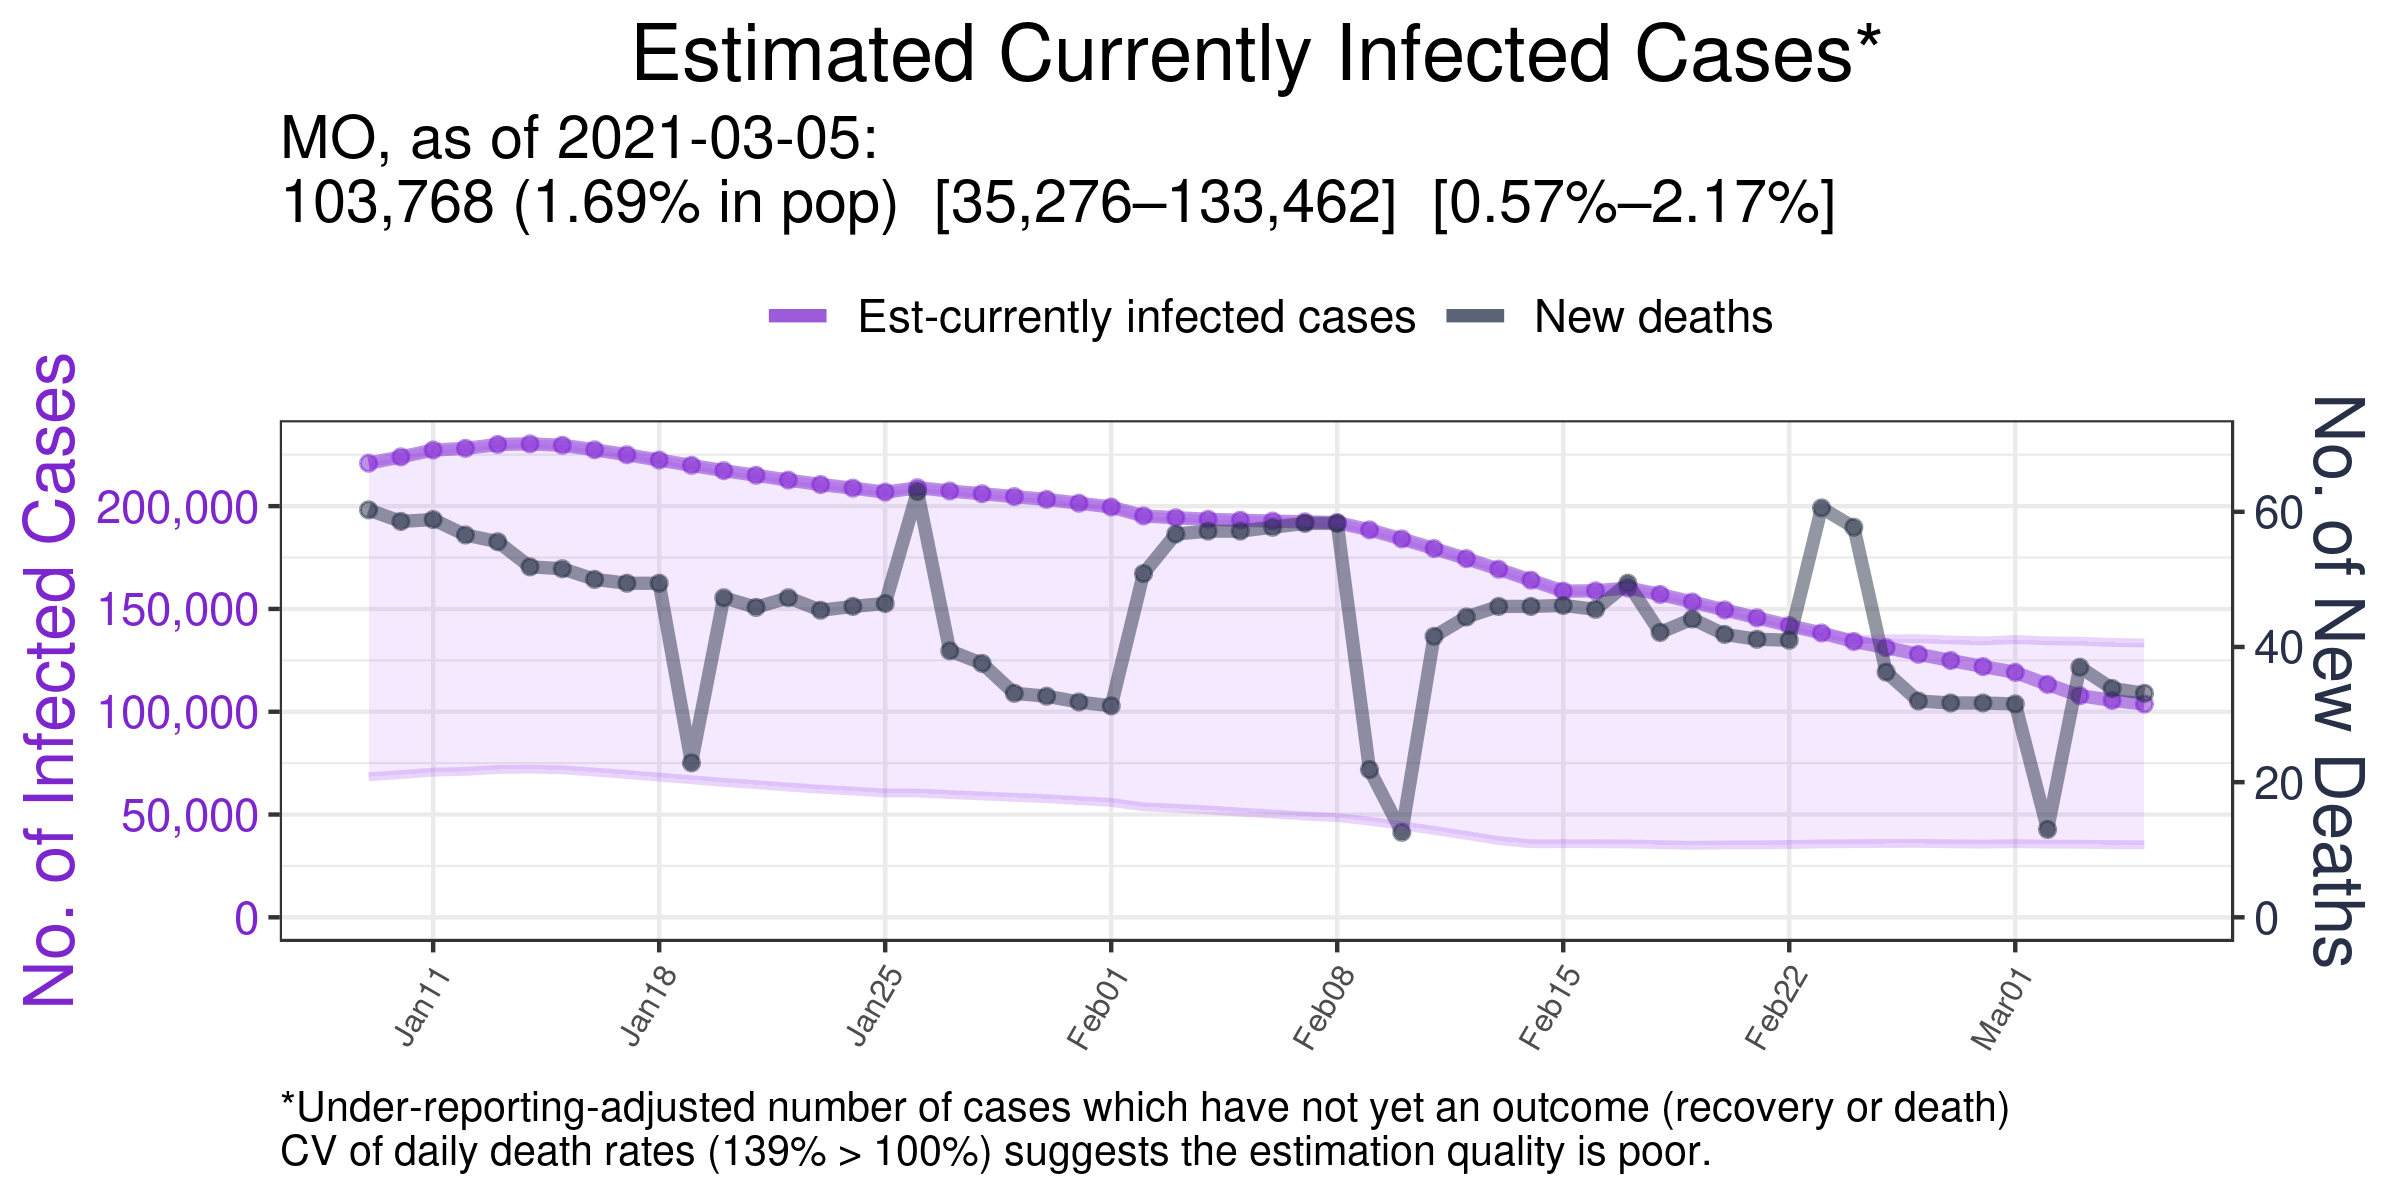 Estimated Currently Infected Cases*
MO, as of 2021-03-05:
103,768 (1.69% in pop)  [35,276–133,462]  [0.57%–2.17%]
Est-currently infected cases
New deaths
No. of Infected Cases
200,000
150,000
100,000
50,000
0
60
40
20
0
No. of New Deaths
Jan11
Jan18
Jan25
Feb01
Feb08
Feb15
Feb22
Mar01
*Under-reporting-adjusted number of cases which have not yet an outcome (recovery or death)
CV of daily death rates (139% > 100%) suggests the estimation quality is poor.